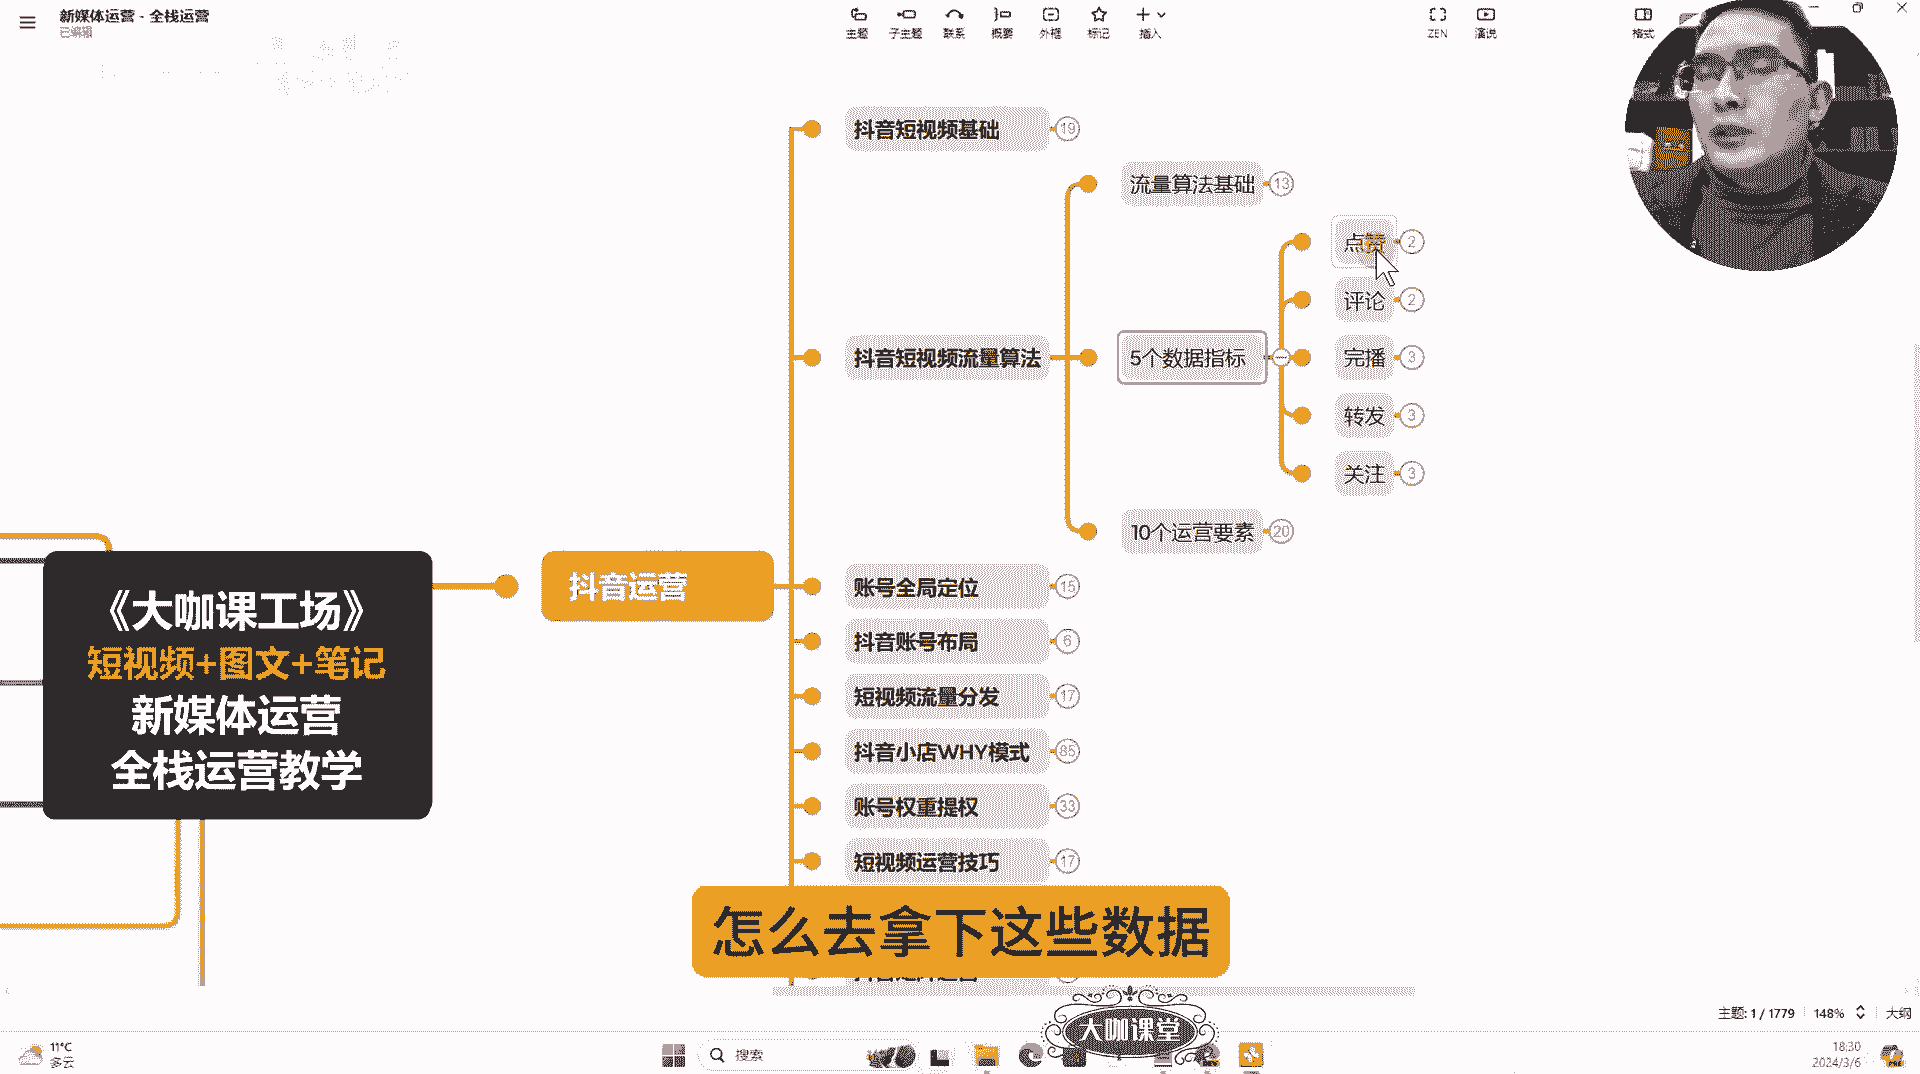 新媒体运营 - 全栈运营
已编辑
主题
子主题
联系
概要
外框
标记
插入
ZEN
演说
格式
抖音短视频基础
19
流量算法基础
13
点赞
2
评论
2
抖音短视频流量算法
5个数据指标
完播
3
转发
3
关注
3
10个运营要素
20
《大咖课工场》
短视频+图文+笔记
新媒体运营
全栈运营教学
抖音运营
账号全局定位
15
抖音账号布局
6
短视频流量分发
17
抖音小店WHY模式
85
账号权重提权
33
短视频运营技巧
17
怎么去拿下这些数据
大咖课堂
主题: 1 / 1779
148%
大纲
11°C
多云
搜索
18:30
2024/3/6